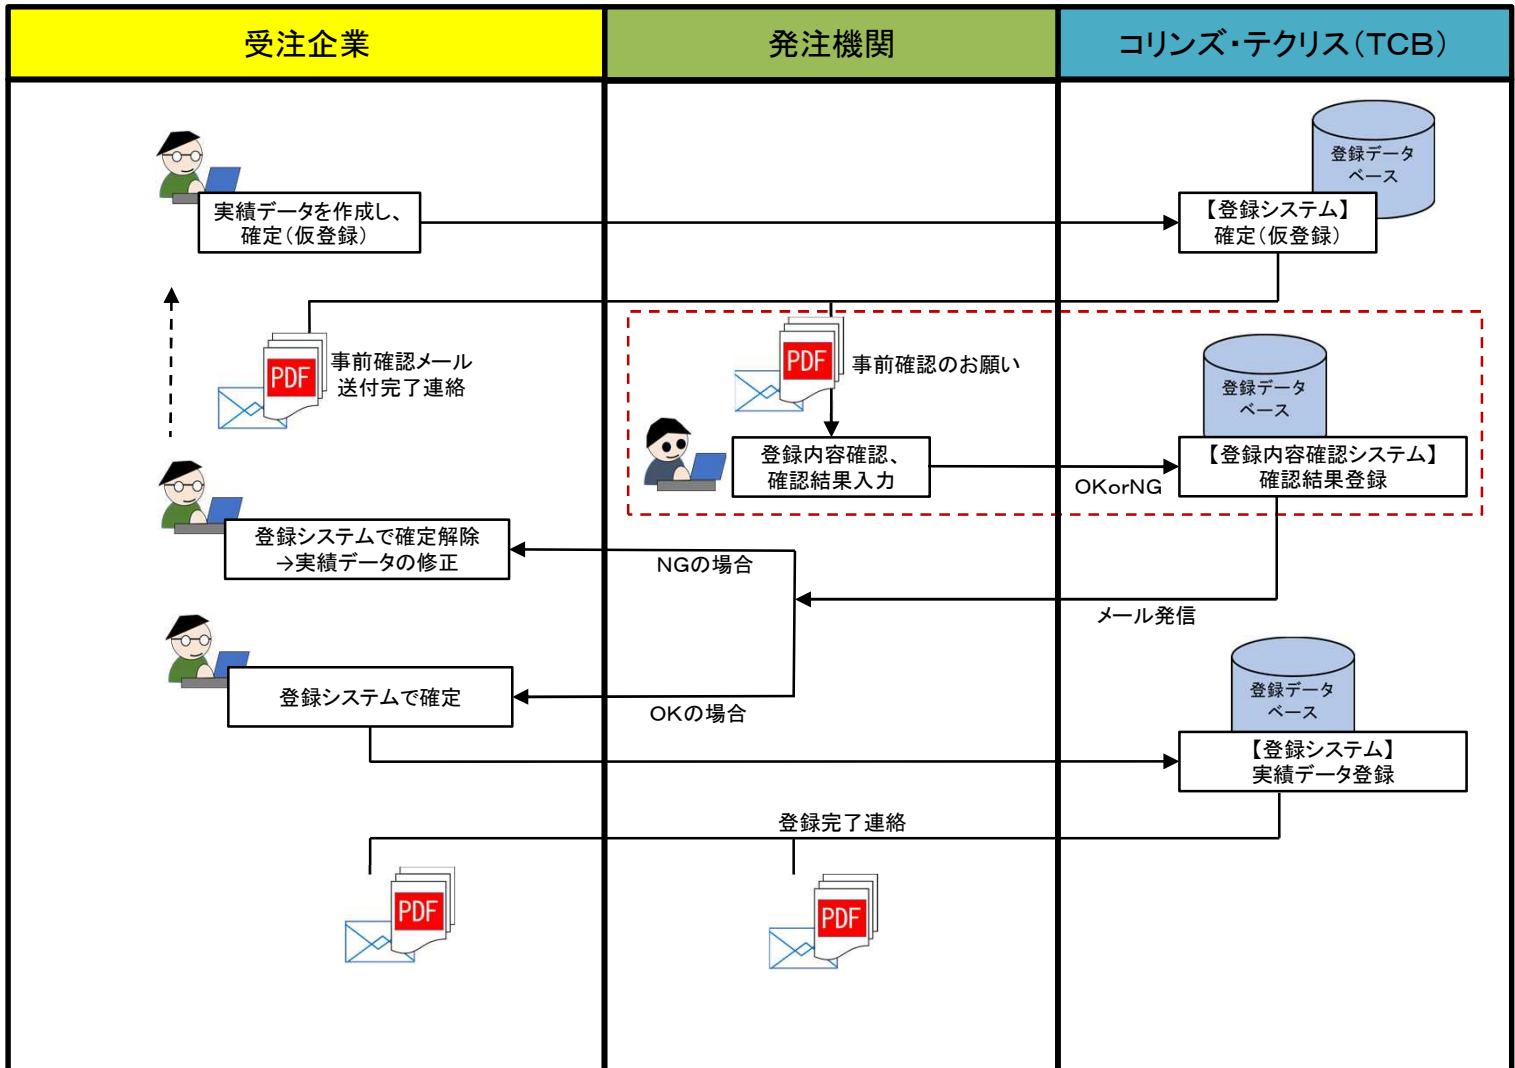 受注企業
発注機関
コリンズ・テクリス（TCB）
登録データ
ベース
実績データを作成し、
確定（仮登録）
【登録システム】
確定（仮登録）
PDF
事前確認メール
送付完了連絡
PDF
事前確認のお願い
登録データ
ベース
登録内容確認、
確認結果入力
OKorNG
【登録内容確認システム】
確認結果登録
登録システムで確定解除
→実績データの修正
NGの場合
メール発信
登録システムで確定
OKの場合
登録データ
ベース
【登録システム】
実績データ登録
登録完了連絡
PDF
PDF